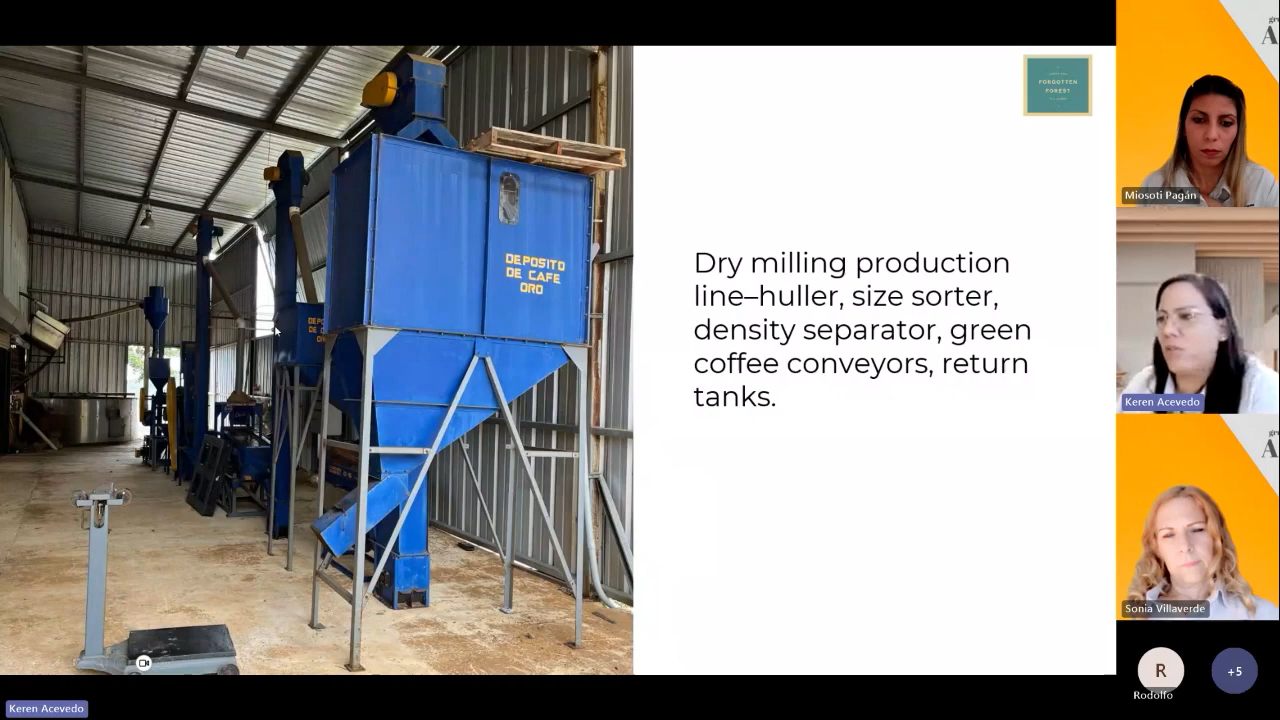 FORGOTTEN
FOREST
DEPOSITO
DE CAFE
ORO
Dry milling production
line–huller, size sorter,
density separator, green
coffee conveyors, return
tanks.
Miosoti Pagán
Keren Acevedo
Sonia Villaverde
R
+5
Rodolfo
Keren Acevedo